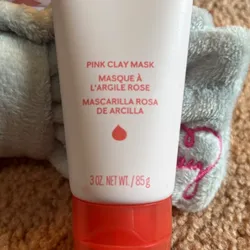 PINK CLAY MASK
MASQUE À
L'ARGILE ROSE
MASCARILLA ROSA
DE ARCILLA
3 OZ. NET WT. / 85 g